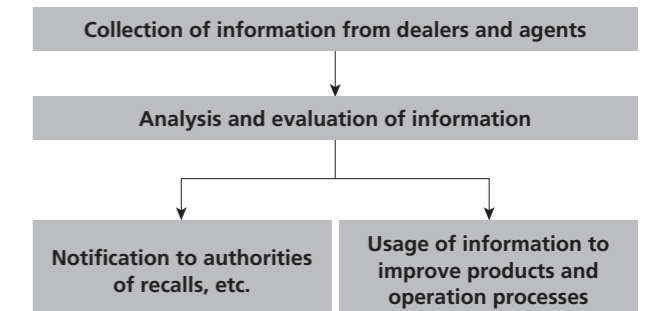 Collection of information from dealers and agents
Analysis and evaluation of information
Notification to authorities
of recalls, etc.
Usage of information to
improve products and
operation processes